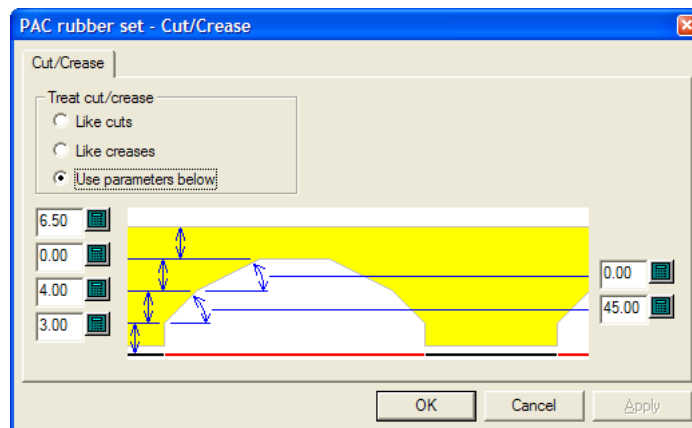 PAC rubber set - Cut/Crease
Cut/Crease
Treat cut/crease
Like cuts
Like creases
Use parameters below
6.50
0.00
4.00
3.00
0.00
45.00
OK
Cancel
Apply